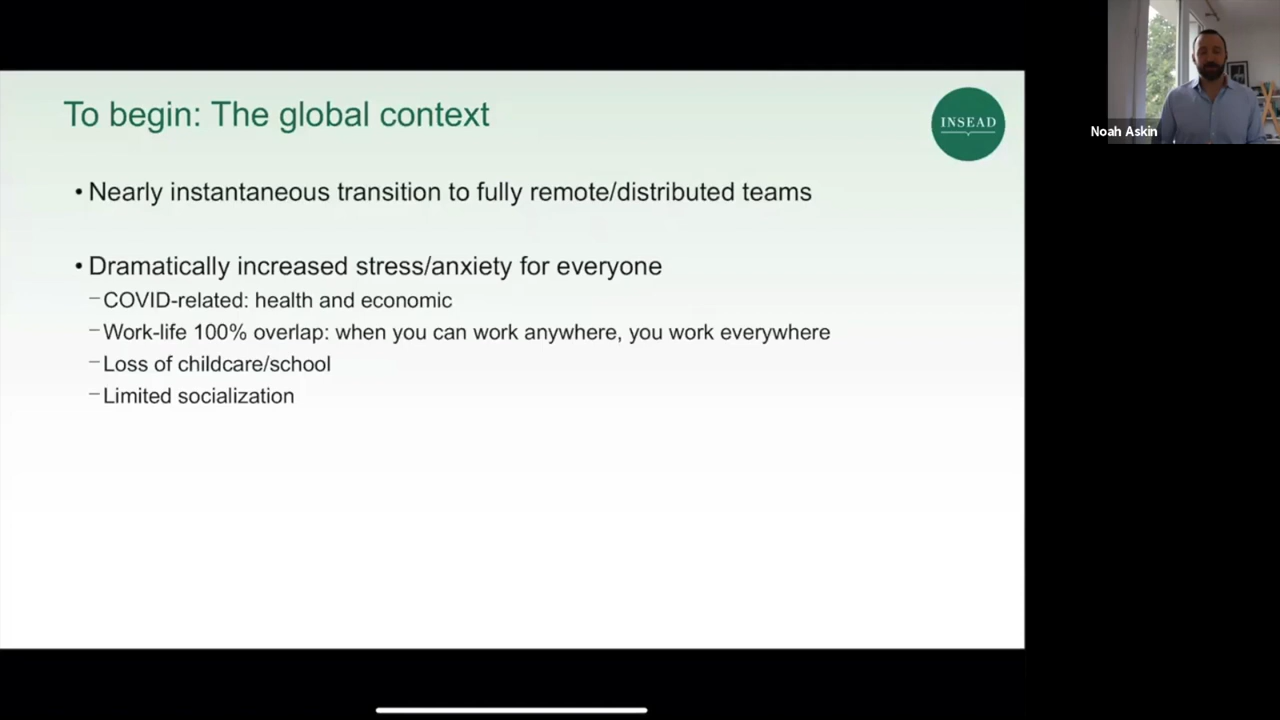 To begin: The global context
INSEAD
• Nearly instantaneous transition to fully remote/distributed teams
• Dramatically increased stress/anxiety for everyone
– COVID-related: health and economic
– Work-life 100% overlap: when you can work anywhere, you work everywhere
– Loss of childcare/school
– Limited socialization
Noah Askin